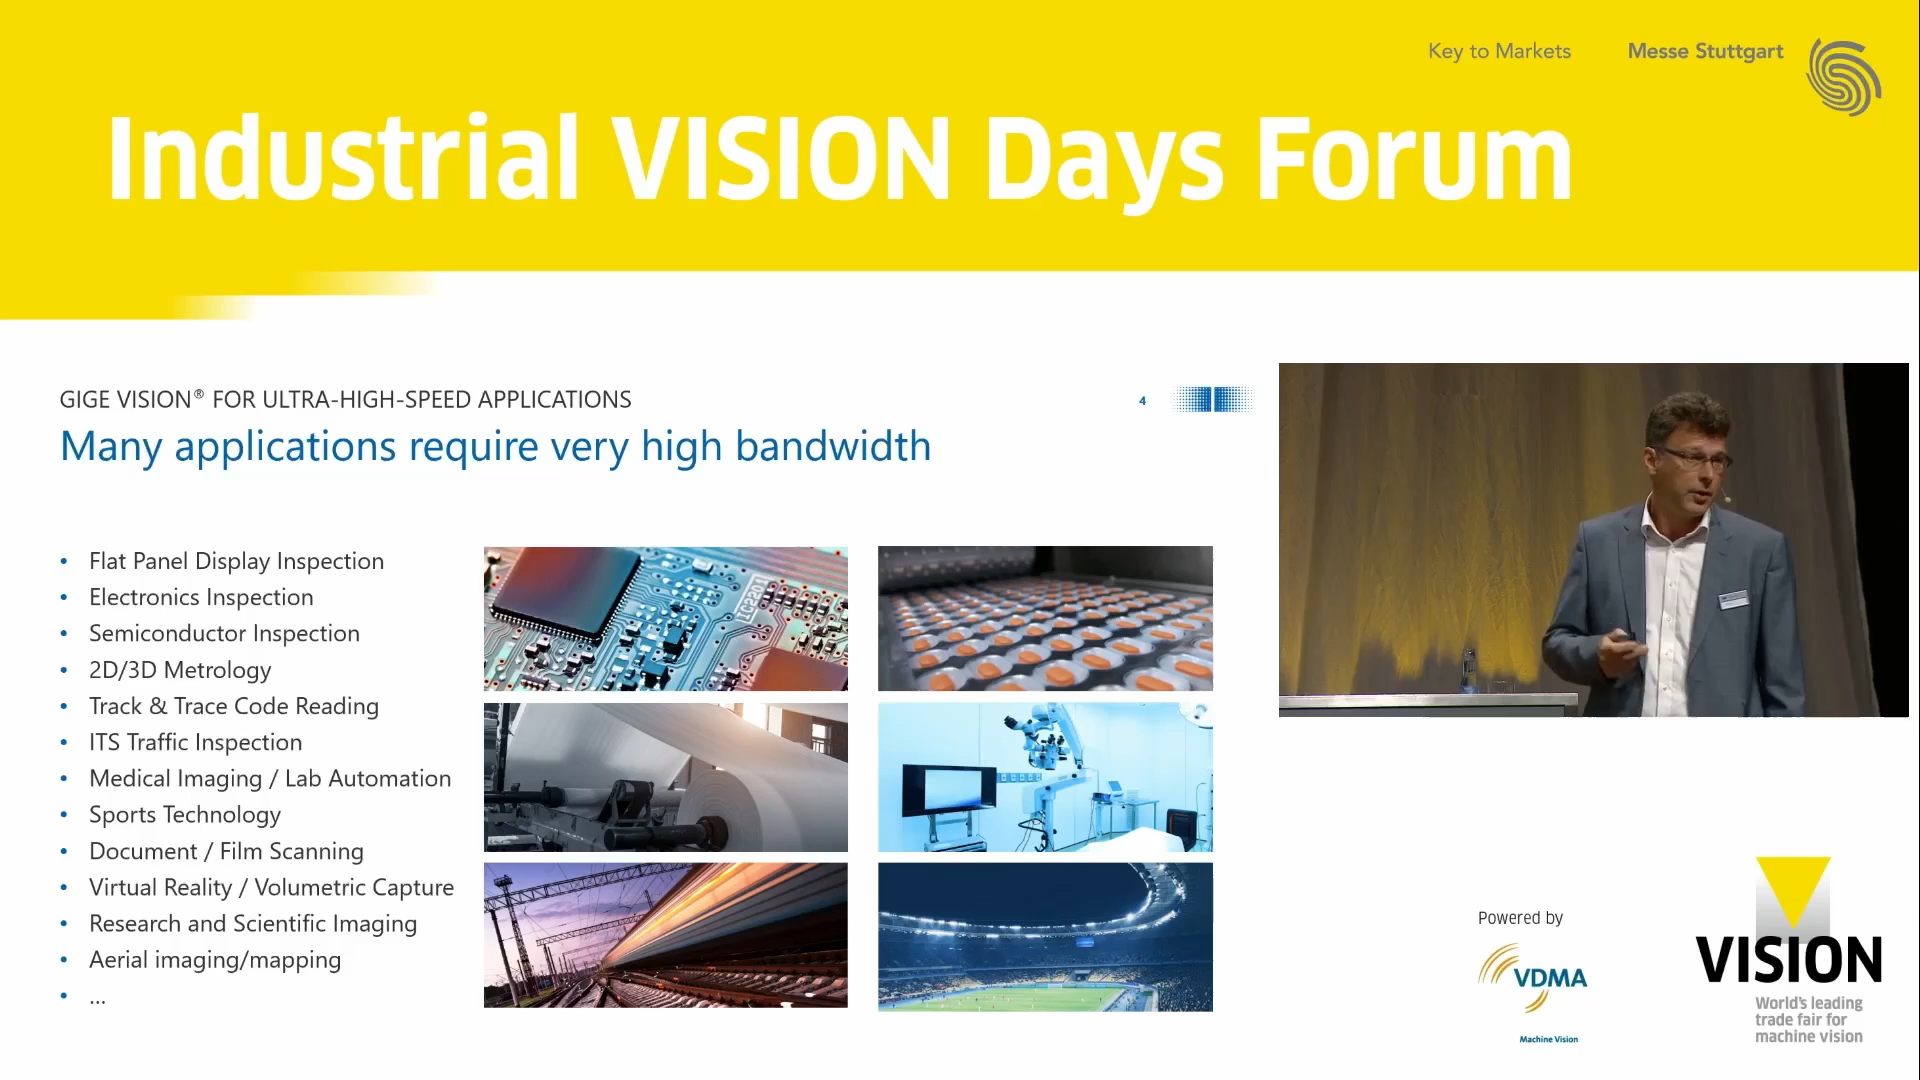 Key to Markets
Messe Stuttgart
Industrial VISION Days Forum
GIGE VISION® FOR ULTRA-HIGH-SPEED APPLICATIONS
4
Many applications require very high bandwidth
• Flat Panel Display Inspection
• Electronics Inspection
• Semiconductor Inspection
• 2D/3D Metrology
• Track & Trace Code Reading
• ITS Traffic Inspection
• Medical Imaging / Lab Automation
• Sports Technology
• Document / Film Scanning
• Virtual Reality / Volumetric Capture
• Research and Scientific Imaging
• Aerial imaging/mapping
• ...
IC2201
Powered by
VDMA
Machine Vision
VISION
World's leading
trade fair for
machine vision